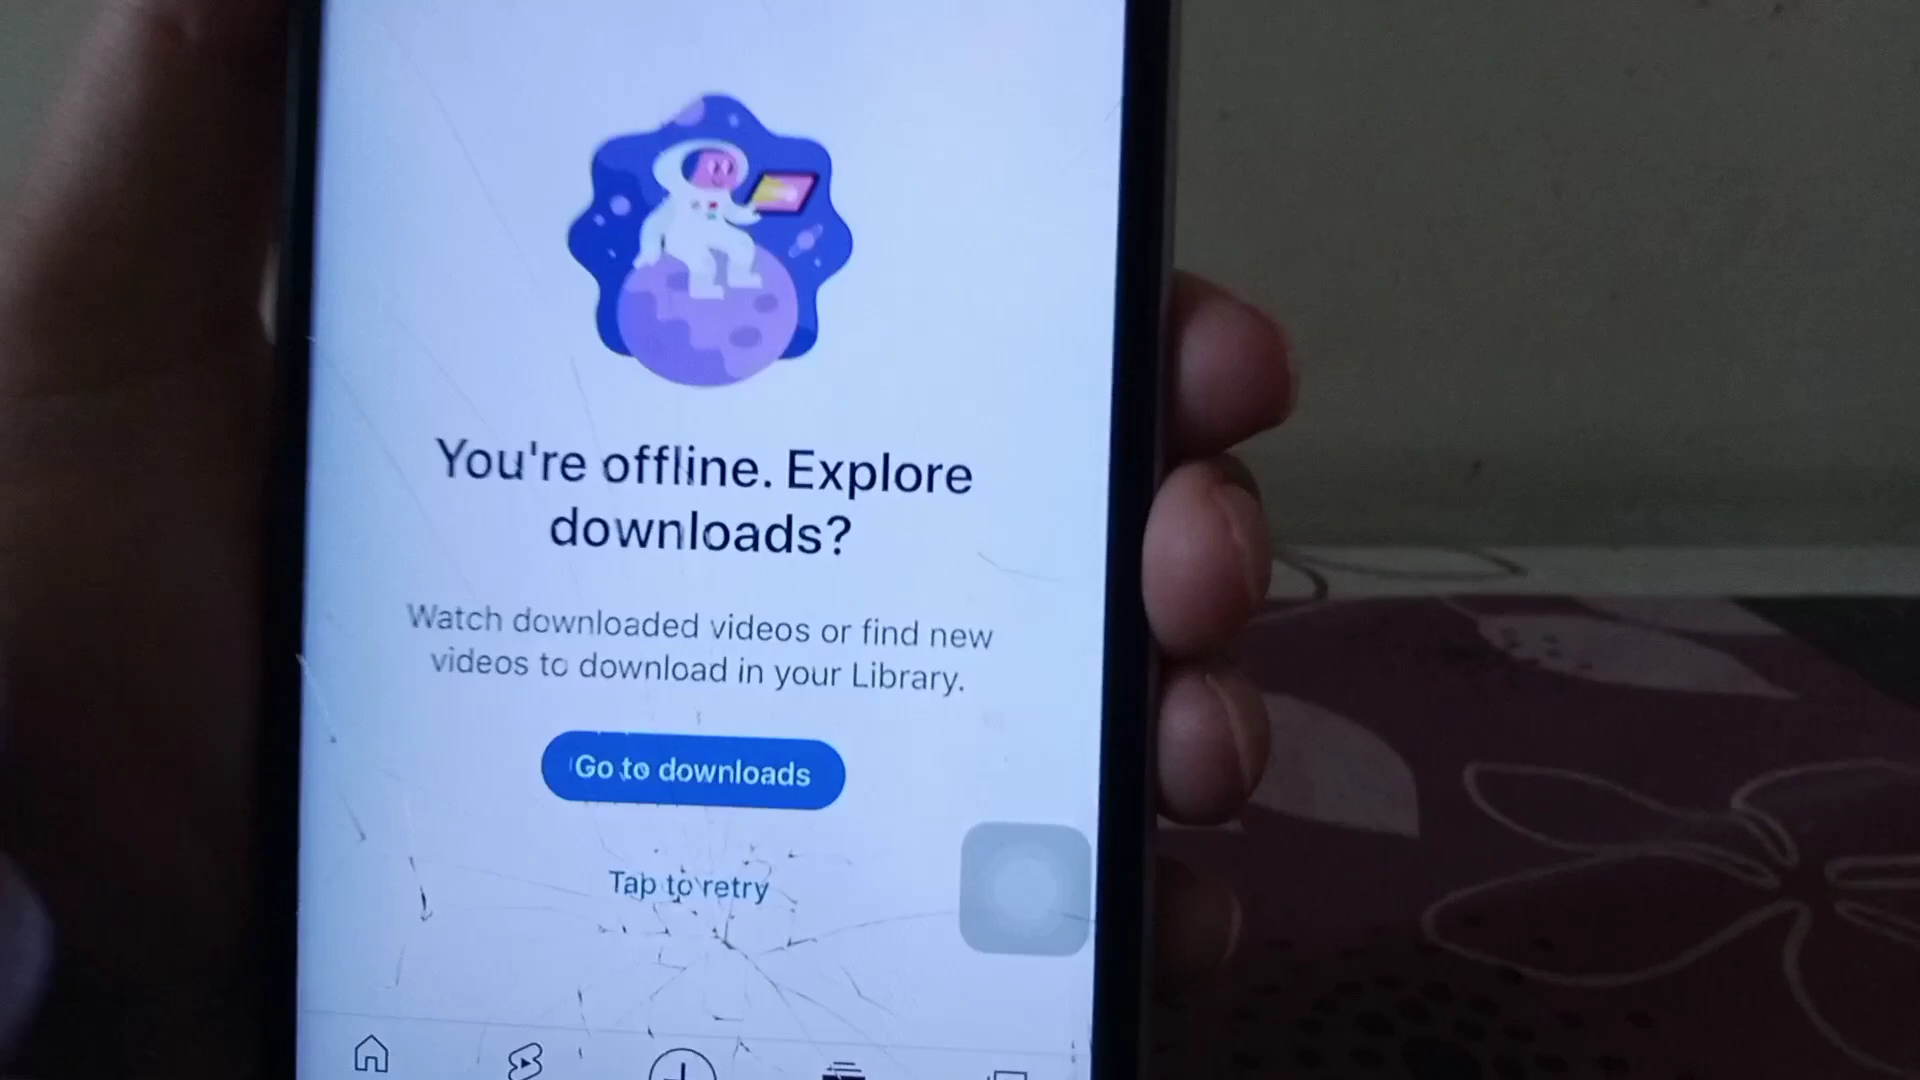 You're offline. Explore
downloads?
Watch downloaded videos or find new
videos to download in your Library.
Go to downloads
Tap to retry